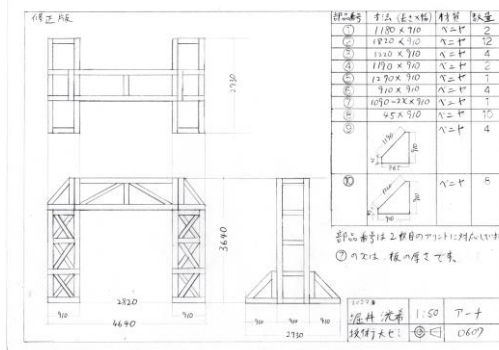 修正版
部品番号 寸法(長さ×幅) 材質 数量
① 1180×910 ベニヤ 2
② 1820×910 ベニヤ 12
③ 1220×910 ベニヤ 4
④ 1190×910 ベニヤ 2
⑤ 1270×910 ベニヤ 1
⑥ 910×910 ベニヤ 4
⑦ 1090-2x×910 ベニヤ 1
⑧ 45×910 ベニヤ 10
⑨ ベニヤ 4
910
⑩ ベニヤ 8
910
2730
3640
2820
910 910
4640
910 910 910
2730
部品番号は2枚目のプリントに対応しています
⑦のxは、板の厚さです。
1:50 アーチ
0607